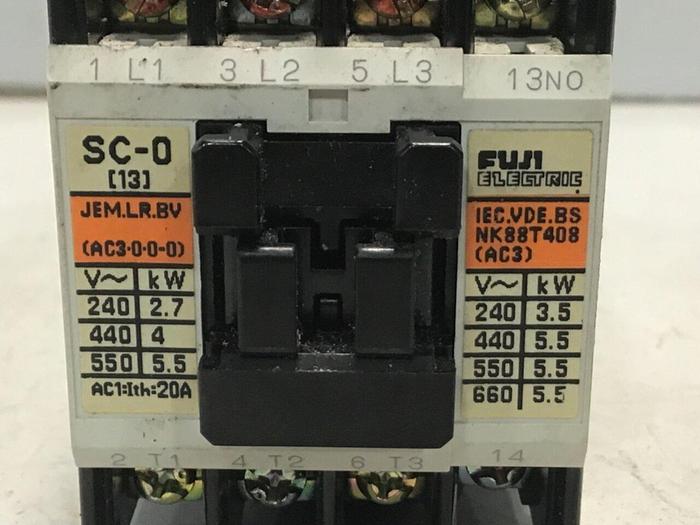 1 L1 3 L2 5 L3 13NO
SC-0
[13]
JEM.LR.BV
(AC3-0-0-0)
V~ kW
240 2.7
440 4
550 5.5
AC1:Ith:20A
FUJI
ELECTRIC
IEC.VDE.BS
NK88T408
(AC3)
V~ kW
240 3.5
440 5.5
550 5.5
660 5.5
2 T1 4 T2 6 T3 14